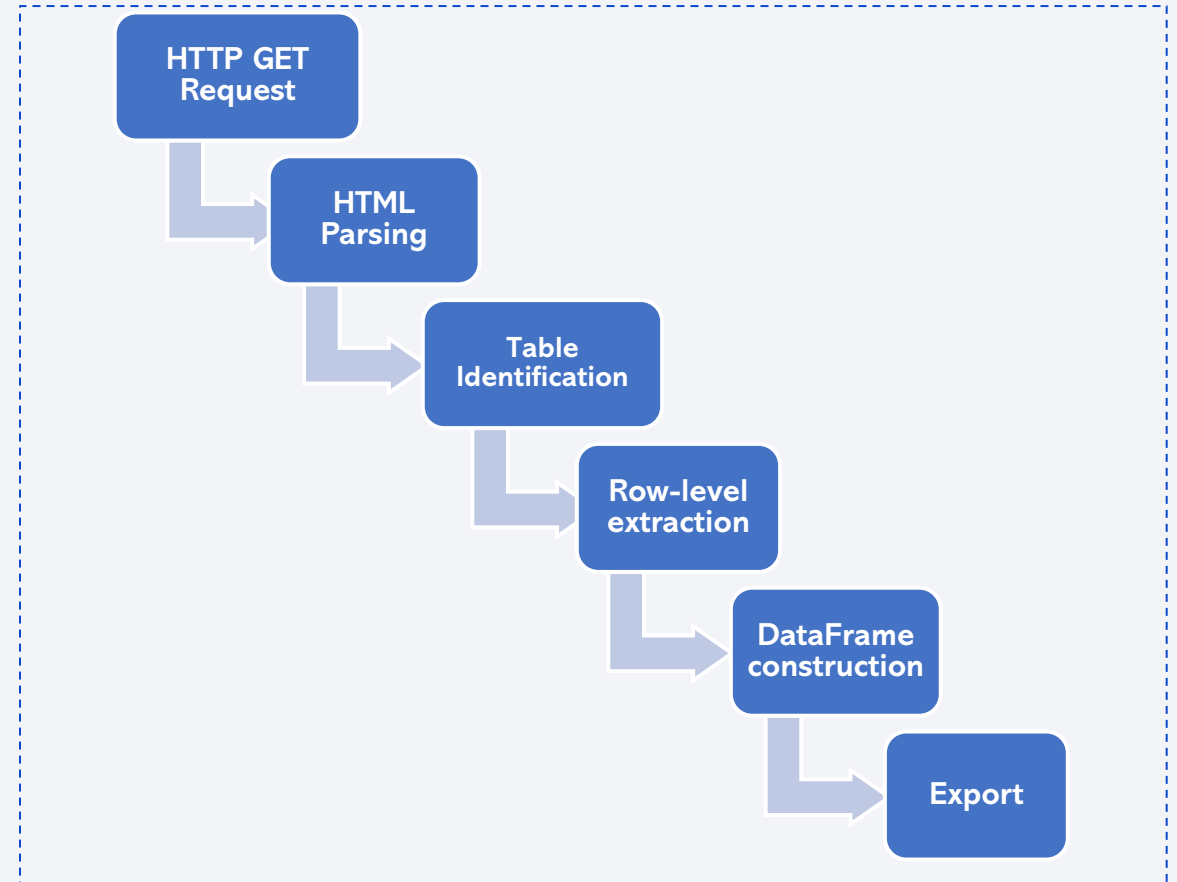 HTTP GET
Request
HTML
Parsing
Table
Identification
Row-level
extraction
DataFrame
construction
Export